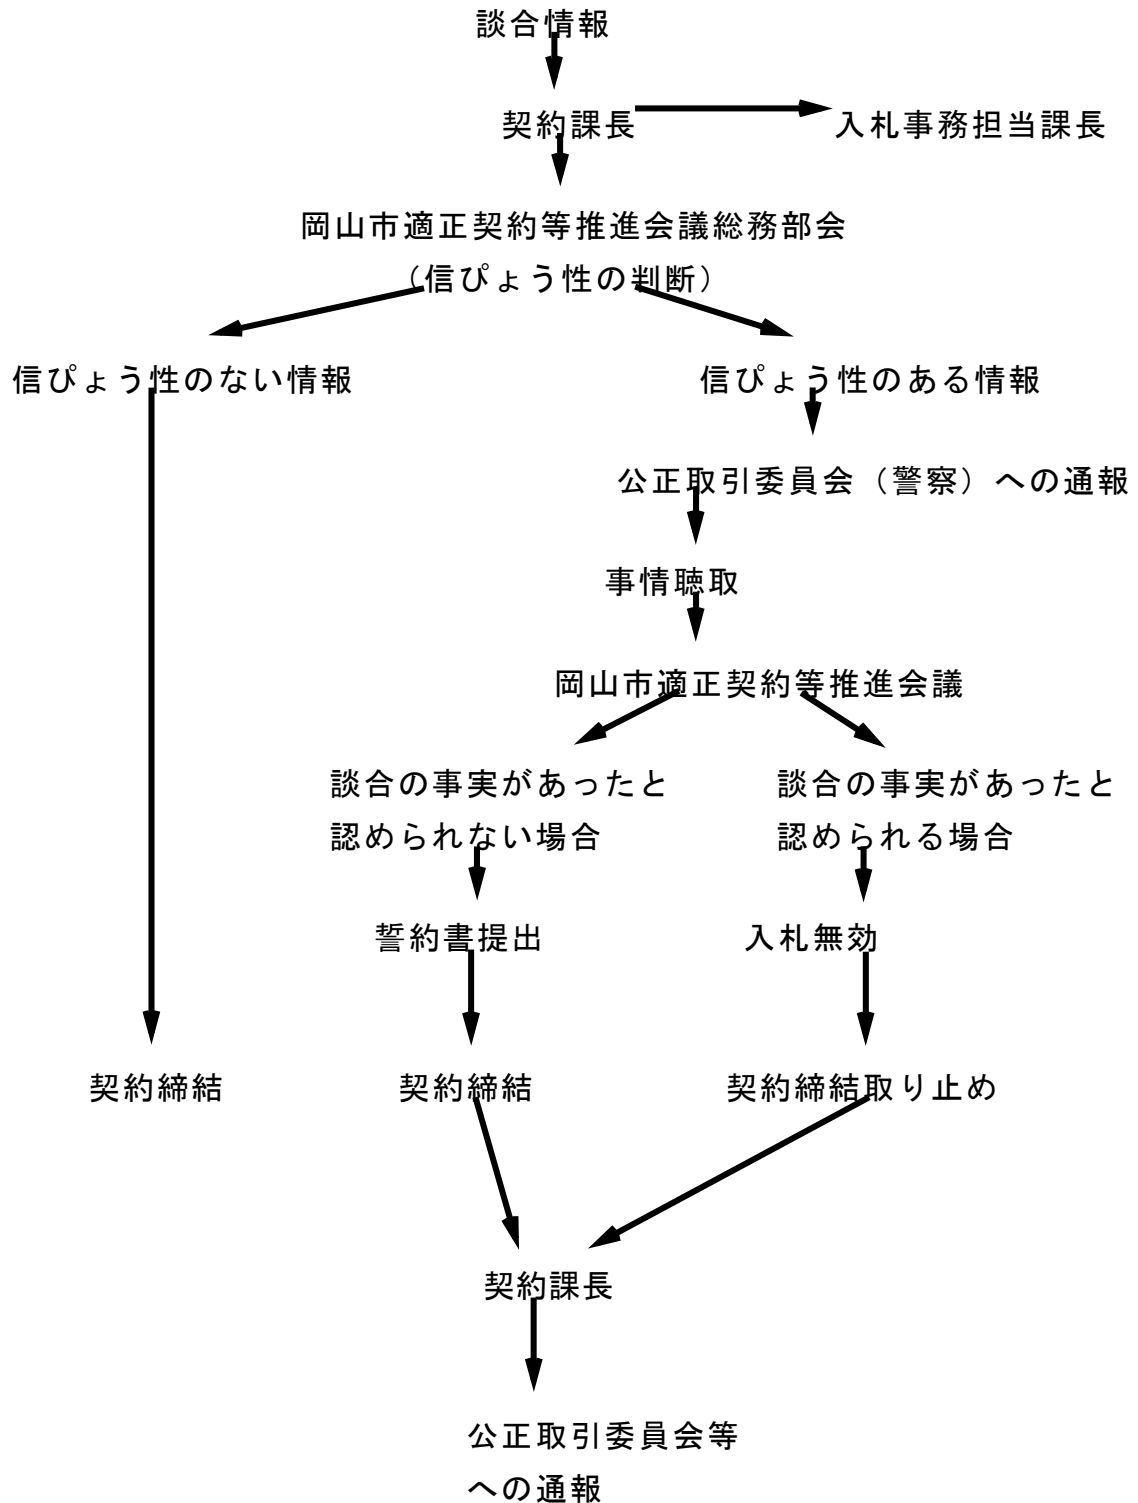 談合情報
契約課長
入札事務担当課長
岡山市適正契約等推進会議総務部会
（信ぴょう性の判断）
信ぴょう性のない情報
信ぴょう性のある情報
公正取引委員会（警察）への通報
事情聴取
岡山市適正契約等推進会議
談合の事実があったと
認められない場合
談合の事実があったと
認められる場合
誓約書提出
入札無効
契約締結
契約締結
契約締結取り止め
契約課長
公正取引委員会等
への通報